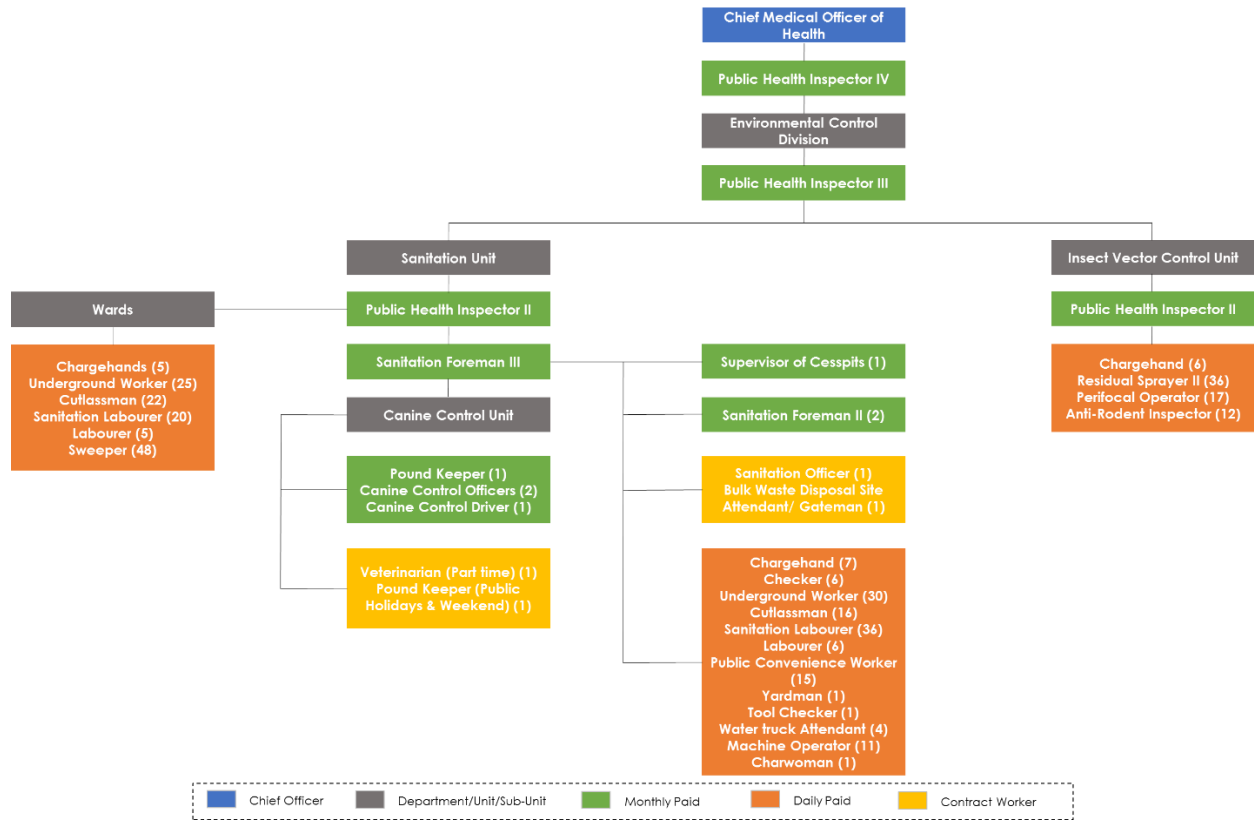 Chief Medical Officer of
Health
Public Health Inspector IV
Environmental Control
Division
Public Health Inspector III
Sanitation Unit
Insect Vector Control Unit
Wards
Public Health Inspector II
Public Health Inspector II
Chargehands (5)
Underground Worker (25)
Cutlassman (22)
Sanitation Labourer (20)
Labourer (5)
Sweeper (48)
Sanitation Foreman III
Supervisor of Cesspits (1)
Chargehand (6)
Residual Sprayer II (36)
Perifocal Operator (17)
Anti-Rodent Inspector (12)
Canine Control Unit
Sanitation Foreman II (2)
Pound Keeper (1)
Canine Control Officers (2)
Canine Control Driver (1)
Sanitation Officer (1)
Bulk Waste Disposal Site
Attendant/ Gateman (1)
Veterinarian (Part time) (1)
Pound Keeper (Public
Holidays & Weekend) (1)
Chargehand (7)
Checker (6)
Underground Worker (30)
Cutlassman (16)
Sanitation Labourer (36)
Labourer (6)
Public Convenience Worker
(15)
Yardman (1)
Tool Checker (1)
Water truck Attendant (4)
Machine Operator (11)
Charwoman (1)
Chief Officer
Department/Unit/Sub-Unit
Monthly Paid
Daily Paid
Contract Worker